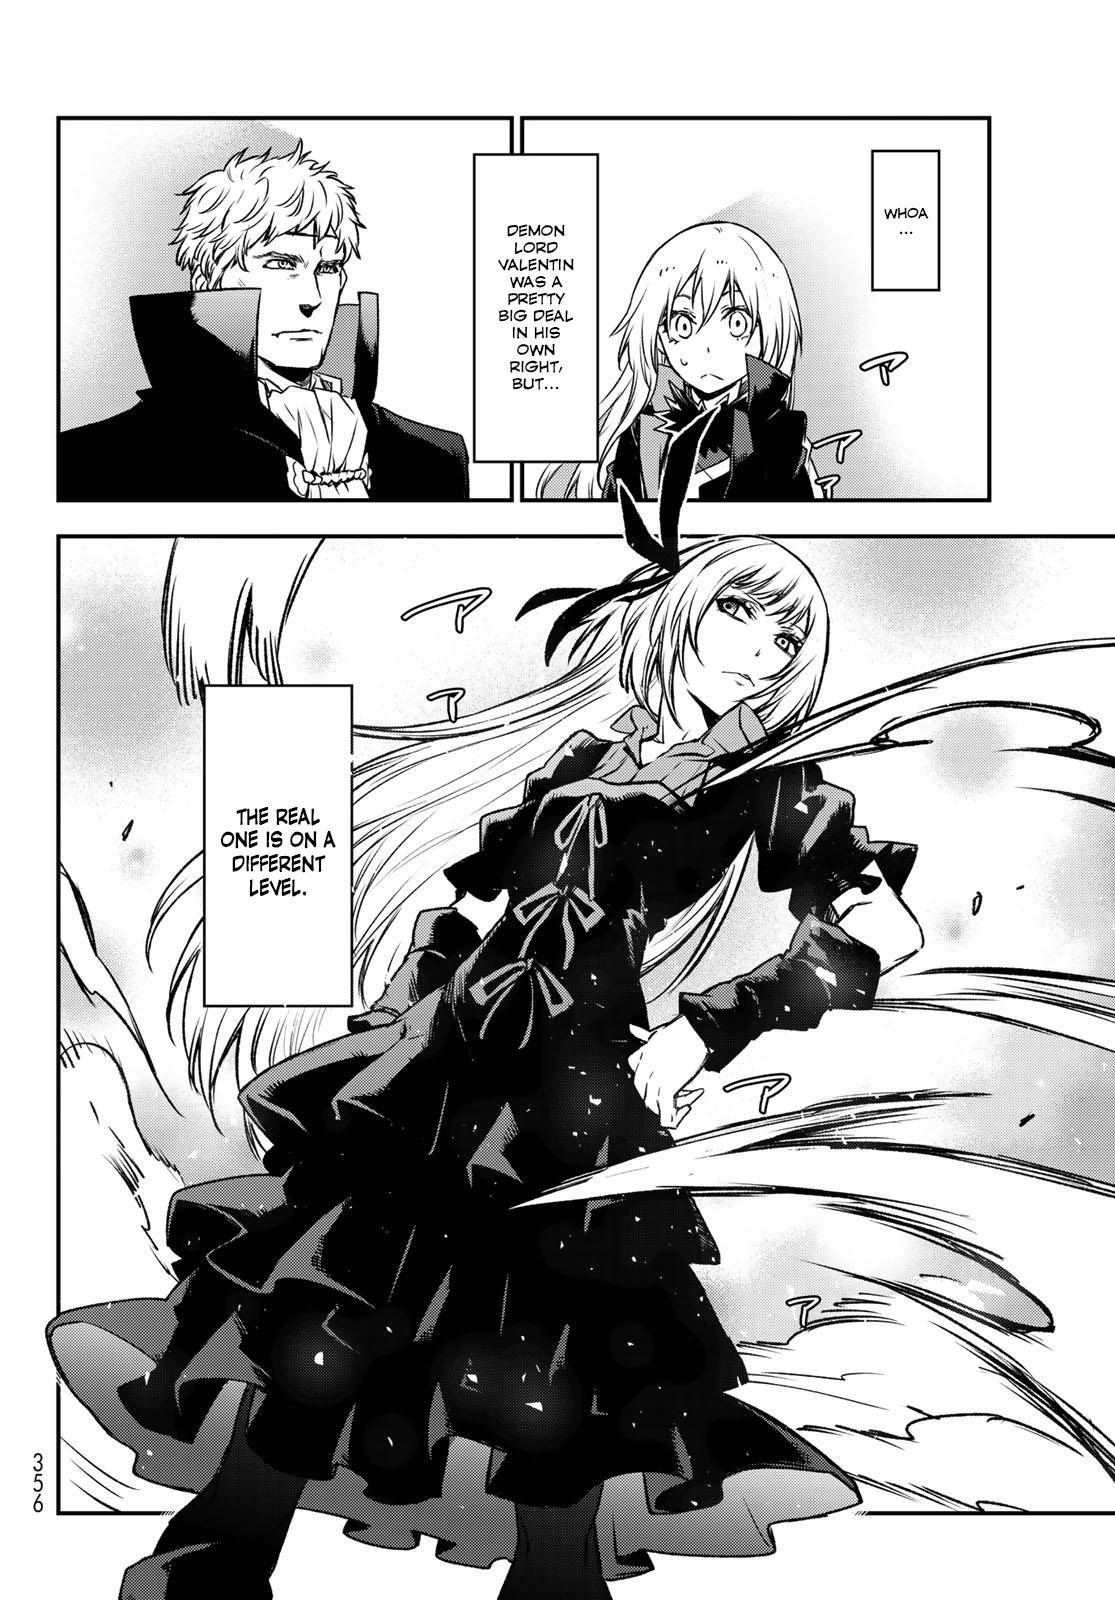 WHOA
...
DEMON
LORD
VALENTIN
WAS A
PRETTY
BIG DEAL
IN HIS
OWN
RIGHT,
BUT...
ア
ア
ア
ア
THE REAL
ONE IS ON A
DIFFERENT
LEVEL.
ア
ア
356